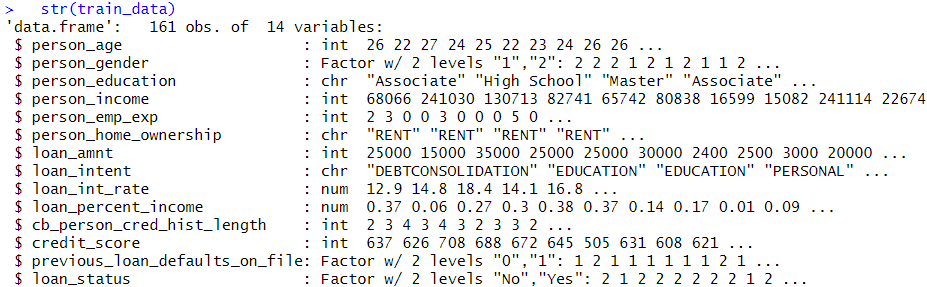 > str(train_data)
'data.frame': 161 obs. of 14 variables:
$ person_age : int 26 22 27 24 25 22 23 24 26 26 ...
$ person_gender : Factor w/ 2 levels "1","2": 2 2 2 1 2 1 2 1 1 2 ...
$ person_education : chr "Associate" "High School" "Master" "Associate" ...
$ person_income : int 68066 241030 130713 82741 65742 80838 16599 15082 241114 22674
$ person_emp_exp : int 2 3 0 0 3 0 0 0 5 0 ...
$ person_home_ownership : chr "RENT" "RENT" "RENT" "RENT" ...
$ loan_amnt : int 25000 15000 35000 25000 25000 30000 2400 2500 3000 20000 ...
$ loan_intent : chr "DEBTCONSOLIDATION" "EDUCATION" "EDUCATION" "PERSONAL" ...
$ loan_int_rate : num 12.9 14.8 18.4 14.1 16.8 ...
$ loan_percent_income : num 0.37 0.06 0.27 0.3 0.38 0.37 0.14 0.17 0.01 0.09 ...
$ cb_person_cred_hist_length : int 2 3 4 3 4 3 2 3 3 2 ...
$ credit_score : int 637 626 708 688 672 645 505 631 608 621 ...
$ previous_loan_defaults_on_file: Factor w/ 2 levels "0","1": 1 2 1 1 1 1 1 1 2 1 ...
$ loan_status : Factor w/ 2 levels "No","Yes": 2 1 2 2 2 2 2 2 1 2 ...